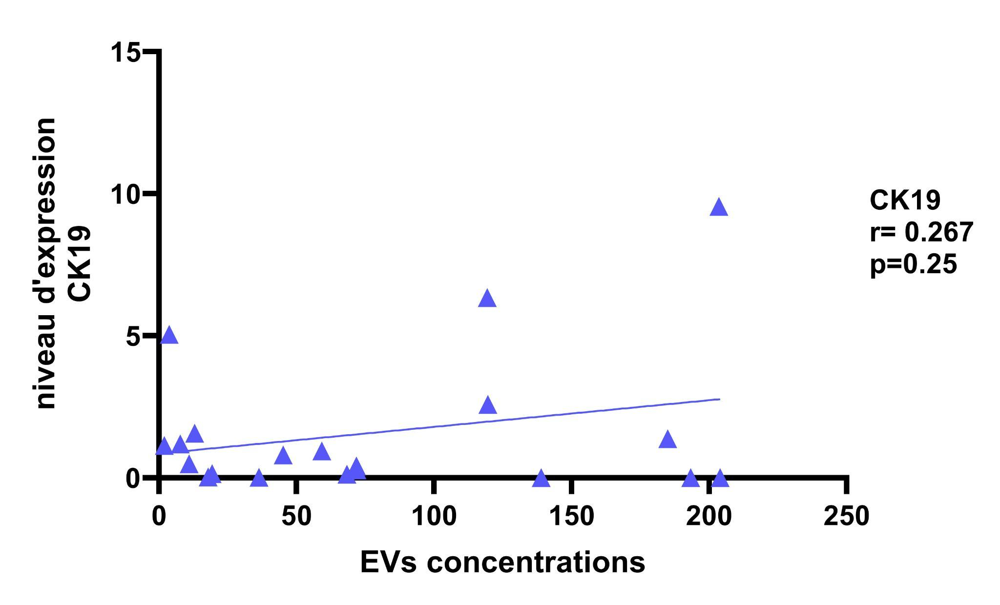 niveau d'expression
CK19
15
10
5
0
0
50
100
150
200
250
EVs concentrations
CK19
r= 0.267
p=0.25